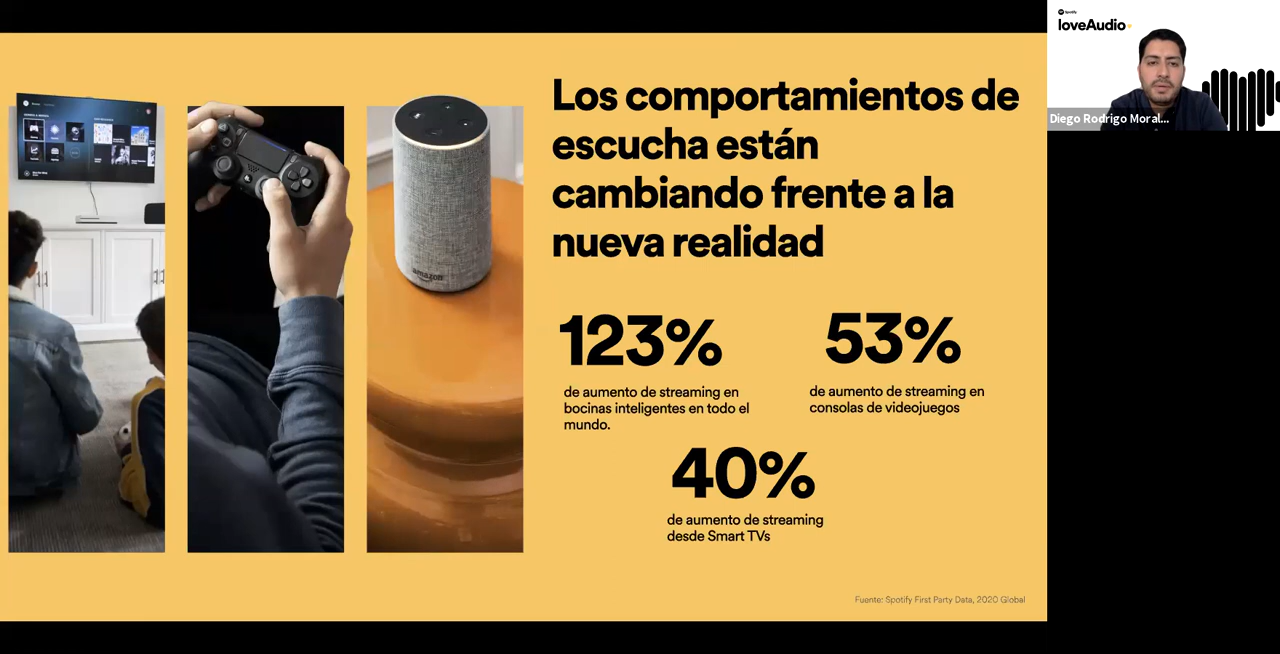 Los comportamientos de
escucha están
cambiando frente a la
nueva realidad
123%
de aumento de streaming en
bocinas inteligentes en todo el
mundo.
53%
de aumento de streaming en
consolas de videojuegos
40%
de aumento de streaming
desde Smart TVs
Fuente: Spotify First Party Data, 2020 Global
amazon
Spotify
loveAudio
Diego Rodrigo Moral...